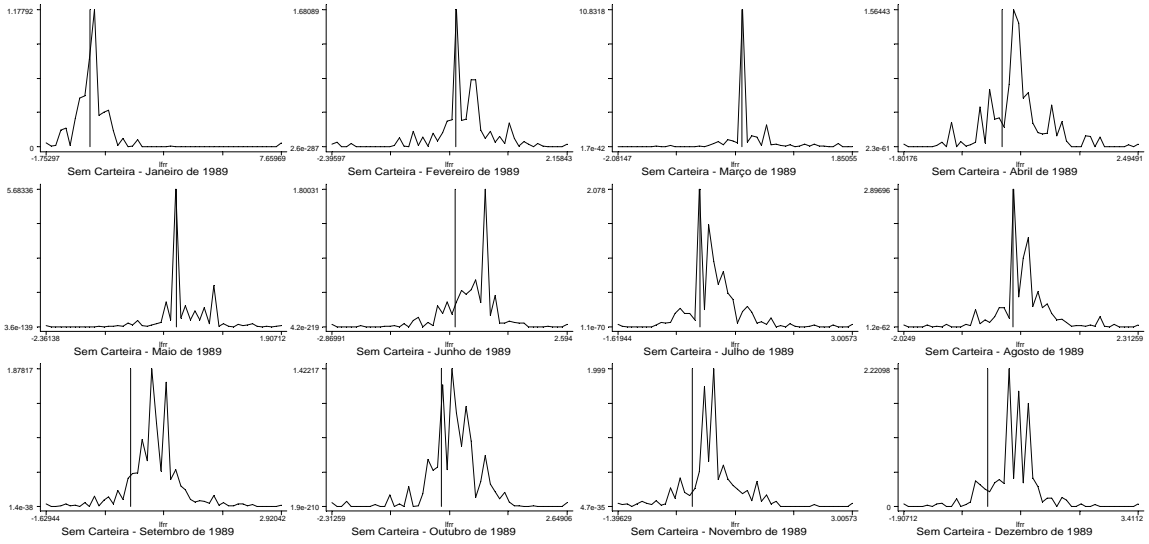 1.17792
0
-1.75297 lfrr 7.65969
Sem Carteira - Janeiro de 1989
1.68089
2.6e-287
-2.39597 lfrr 2.15843
Sem Carteira - Fevereiro de 1989
10.8318
1.7e-42
-2.08147 lfrr 1.85055
Sem Carteira - Março de 1989
1.56443
2.3e-61
-1.80176 lfrr 2.49491
Sem Carteira - Abril de 1989
5.68336
3.6e-139
-2.36138 lfrr 1.90712
Sem Carteira - Maio de 1989
1.80031
4.2e-219
-2.86991 lfrr 2.594
Sem Carteira - Junho de 1989
2.078
1.1e-70
-1.61944 lfrr 3.00573
Sem Carteira - Julho de 1989
2.89696
1.2e-62
-2.0249 lfrr 2.31259
Sem Carteira - Agosto de 1989
1.87817
1.4e-38
-1.62944 lfrr 2.92042
Sem Carteira - Setembro de 1989
1.42217
1.9e-210
-2.31259 lfrr 2.64906
Sem Carteira - Outubro de 1989
1.999
4.7e-35
-1.39629 lfrr 3.00573
Sem Carteira - Novembro de 1989
2.22098
0
-1.90712 lfrr 3.4112
Sem Carteira - Dezembro de 1989